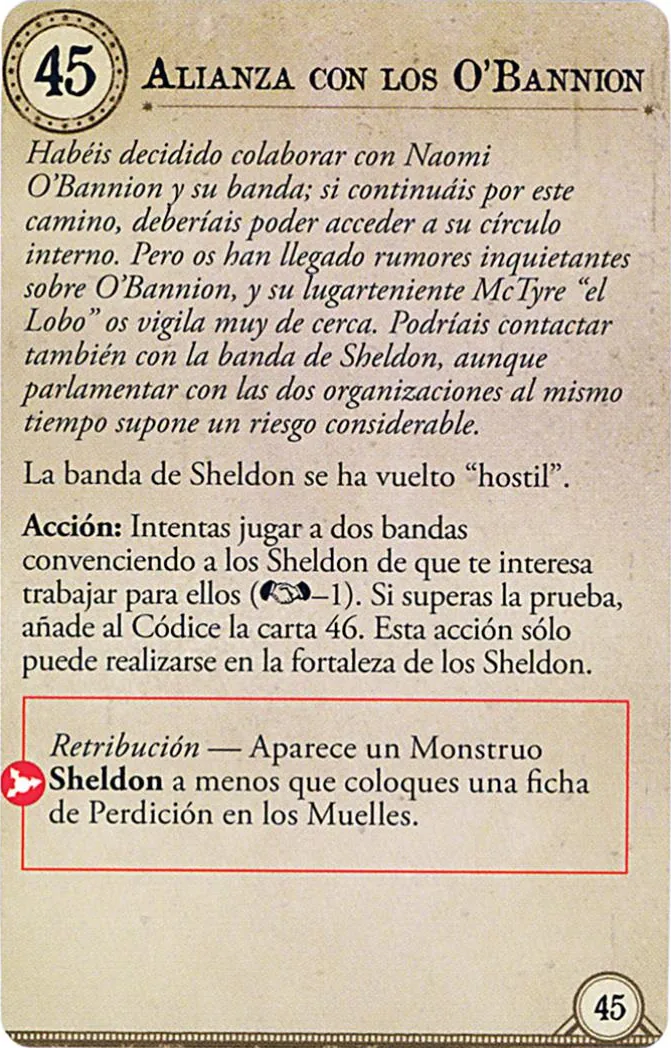 45
ALIANZA CON LOS O'BANNION
Habéis decidido colaborar con Naomi
O'Bannion y su banda; si continuáis por este
camino, deberíais poder acceder a su círculo
interno. Pero os han llegado rumores inquietantes
sobre O'Bannion, y su lugarteniente McTyre “el
Lobo” os vigila muy de cerca. Podríais contactar
también con la banda de Sheldon, aunque
parlamentar con las dos organizaciones al mismo
tiempo supone un riesgo considerable.
La banda de Sheldon se ha vuelto “hostil”.
Acción: Intentas jugar a dos bandas
convenciendo a los Sheldon de que te interesa
trabajar para ellos (–1). Si superas la prueba,
añade al Códice la carta 46. Esta acción sólo
puede realizarse en la fortaleza de los Sheldon.
Retribución — Aparece un Monstruo
Sheldon a menos que coloques una ficha
de Perdición en los Muelles.
45